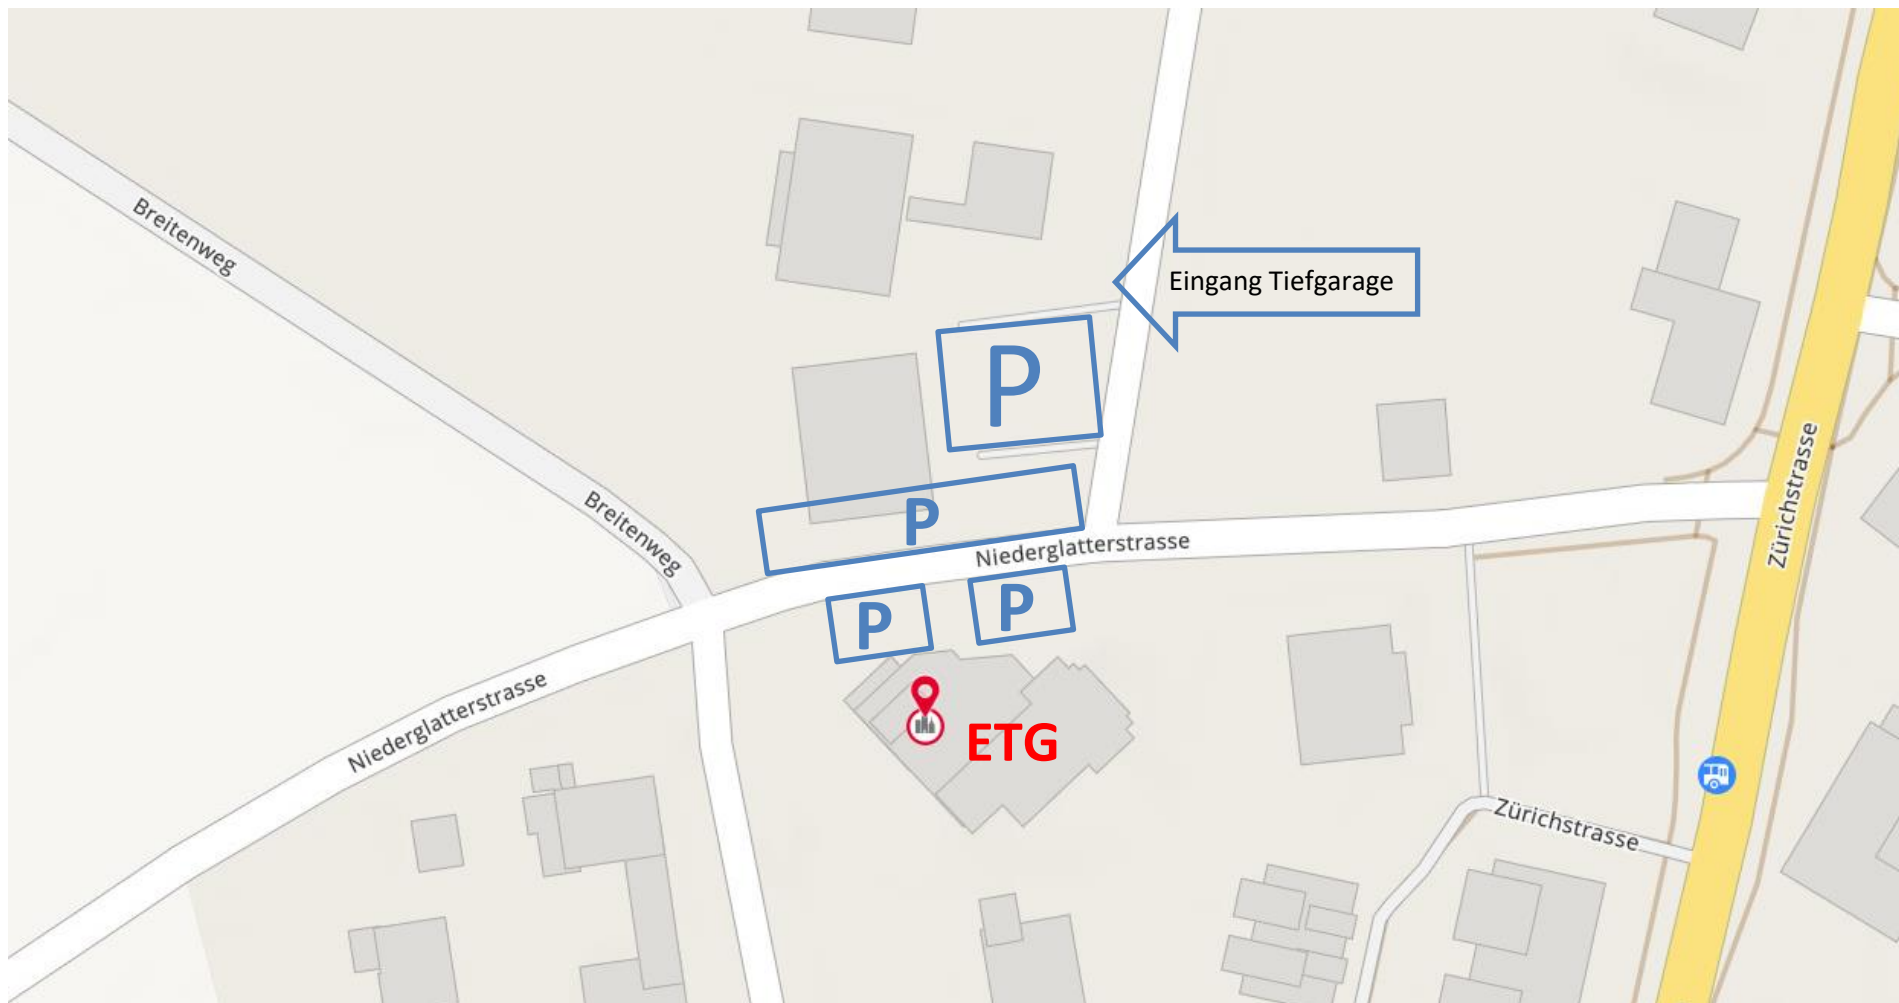 Breitenweg
Eingang Tiefgarage
P
Zürichstrasse
Breitenweg
P
Niederglatterstrasse
P
P
Niederglatterstrasse
ETG
Zürichstrasse